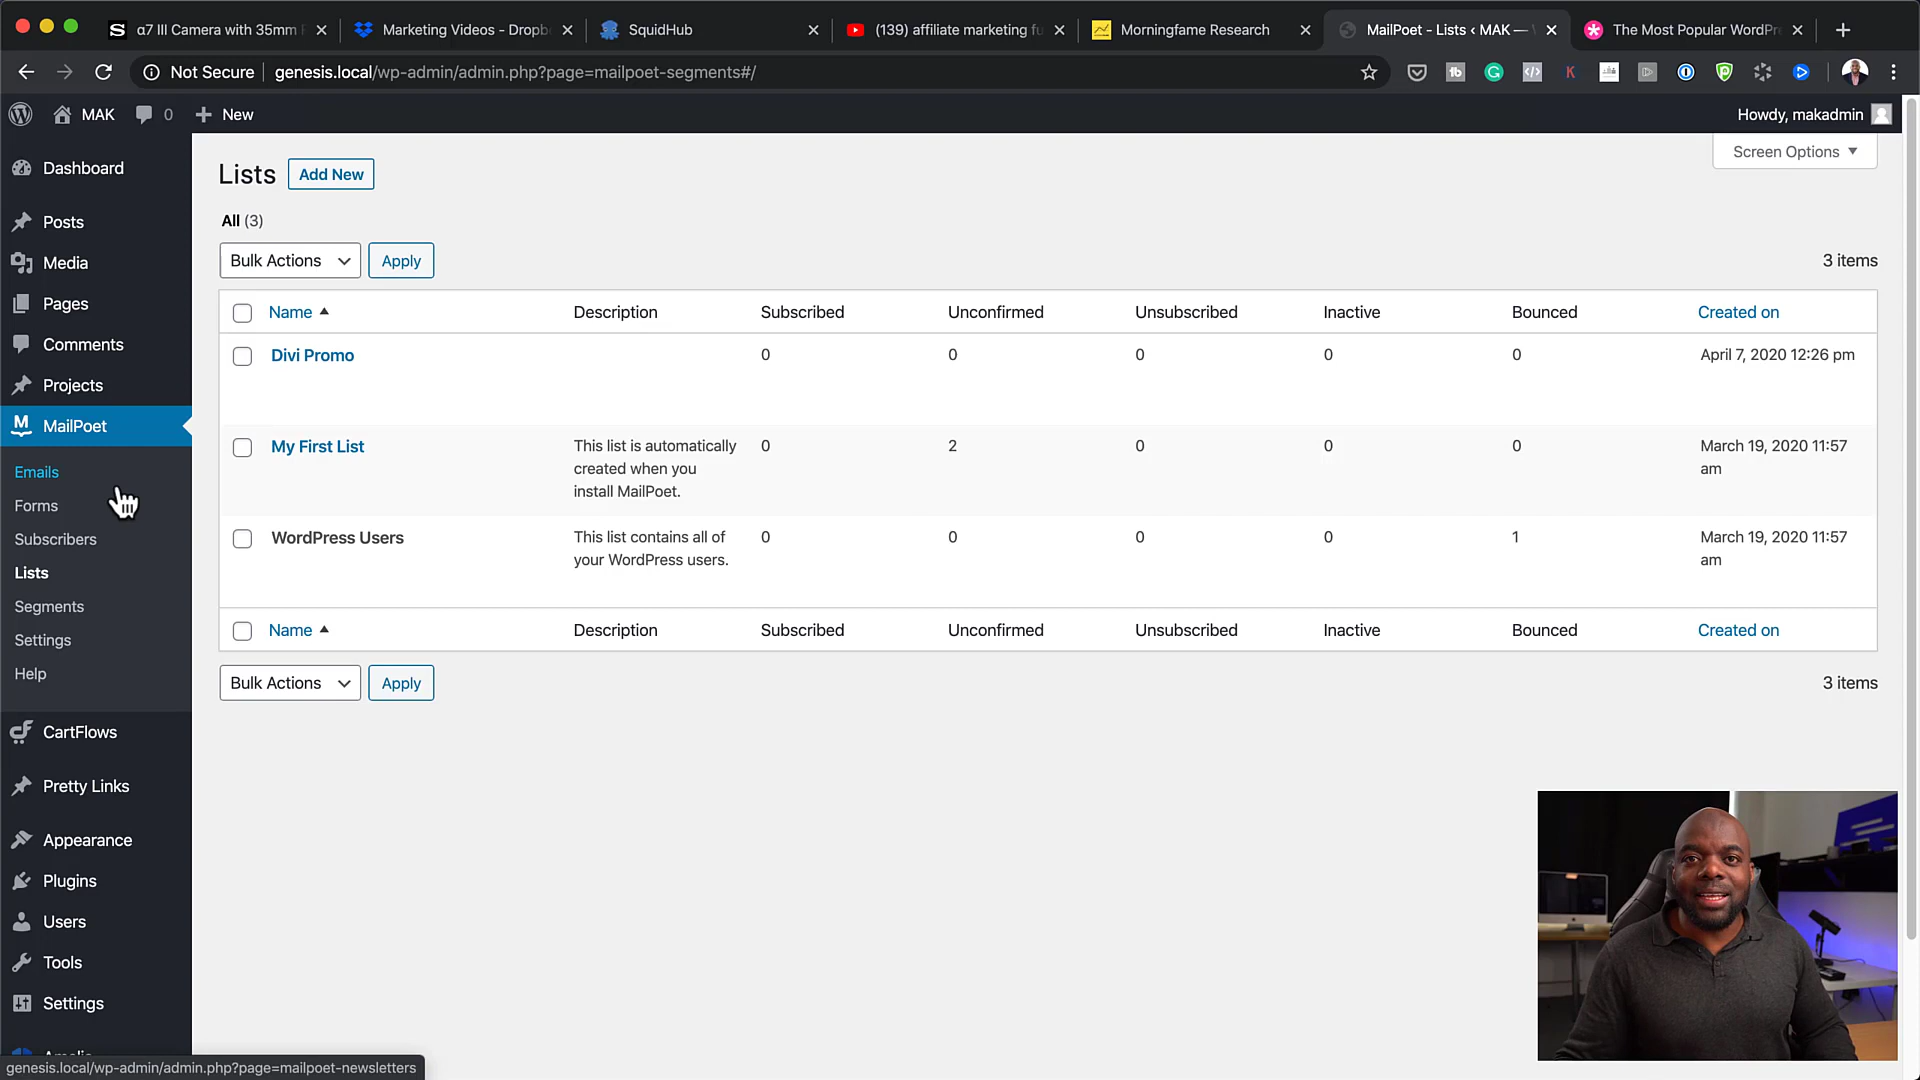 α7 III Camera with 35mm
Marketing Videos - Dropb
SquidHub
(139) affiliate marketing fu
Morningfame Research
MailPoet - Lists ‹ MAK —
The Most Popular WordPre
Not Secure
genesis.local/wp-admin/admin.php?page=mailpoet-segments#/
MAK
0
New
Howdy, makadmin
Screen Options
Dashboard
Posts
Media
Pages
Comments
Projects
MailPoet
Emails
Forms
Subscribers
Lists
Segments
Settings
Help
CartFlows
Pretty Links
Appearance
Plugins
Users
Tools
Settings
Lists
Add New
All (3)
Bulk Actions
Apply
3 items
Name Description Subscribed Unconfirmed Unsubscribed Inactive Bounced Created on
Divi Promo 0 0 0 0 0 April 7, 2020 12:26 pm
My First List This list is automatically 0 2 0 0 0 March 19, 2020 11:57
created when you am
install MailPoet.
WordPress Users This list contains all of 0 0 0 0 1 March 19, 2020 11:57
your WordPress users. am
Name Description Subscribed Unconfirmed Unsubscribed Inactive Bounced Created on
Bulk Actions
Apply
3 items
genesis.local/wp-admin/admin.php?page=mailpoet-newsletters